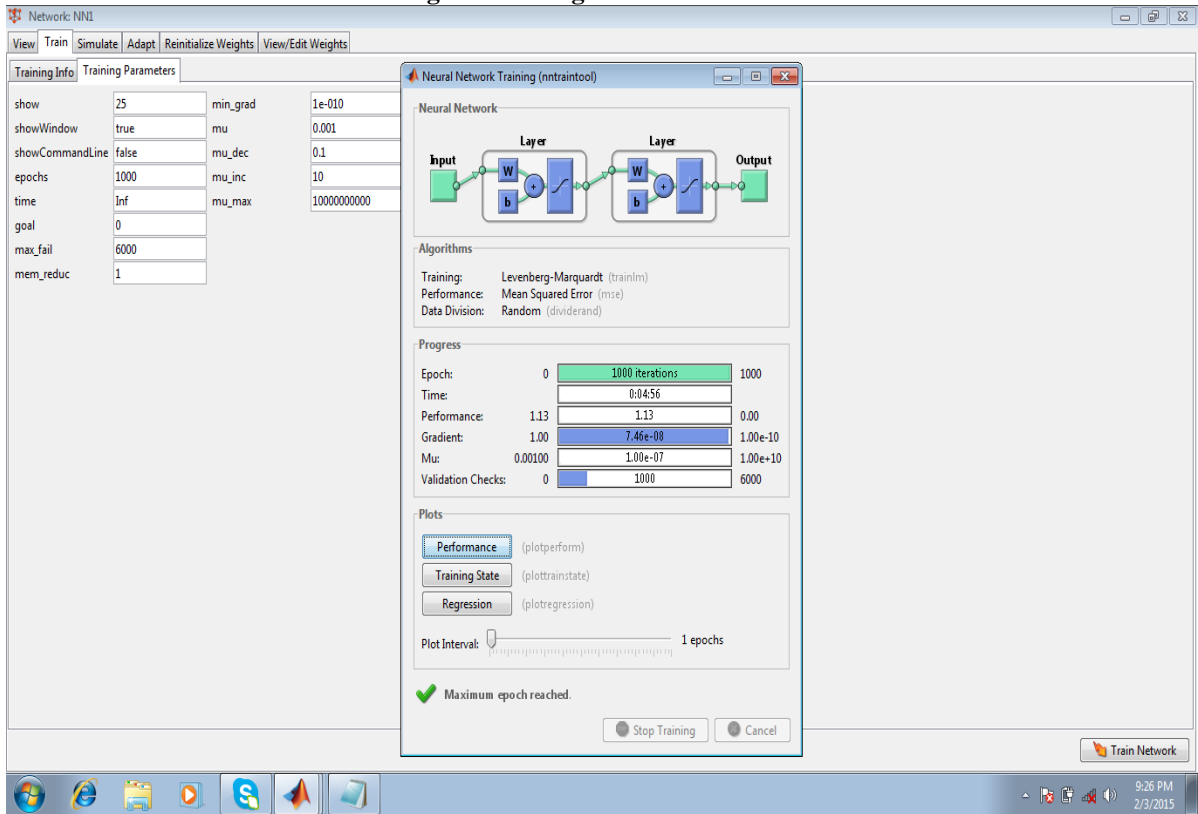 Network: NN1
View Train Simulate Adapt Reinitialize Weights View/Edit Weights
Training Info Training Parameters
show 25 min_grad 1e-010
showWindow true mu 0.001
showCommandLine false mu_dec 0.1
epochs 1000 mu_inc 10
time Inf mu_max 10000000000
goal 0
max_fail 6000
mem_reduc 1
Neural Network Training (nntraintool)
Neural Network
Layer Layer
Input W b + W b + Output
Algorithms
Training: Levenberg-Marquardt (trainlm)
Performance: Mean Squared Error (mse)
Data Division: Random (dividerand)
Progress
Epoch: 0 1000 iterations 1000
Time: 0:04:56
Performance: 1.13 1.13 0.00
Gradient: 1.00 7.46e-08 1.00e-10
Mu: 0.00100 1.00e-07 1.00e+10
Validation Checks: 0 1000 6000
Plots
Performance (plotperform)
Training State (plottrainstate)
Regression (plotregression)
Plot Interval: 1 epochs
Maximum epoch reached.
Stop Training Cancel
Train Network
9:26 PM
2/3/2015